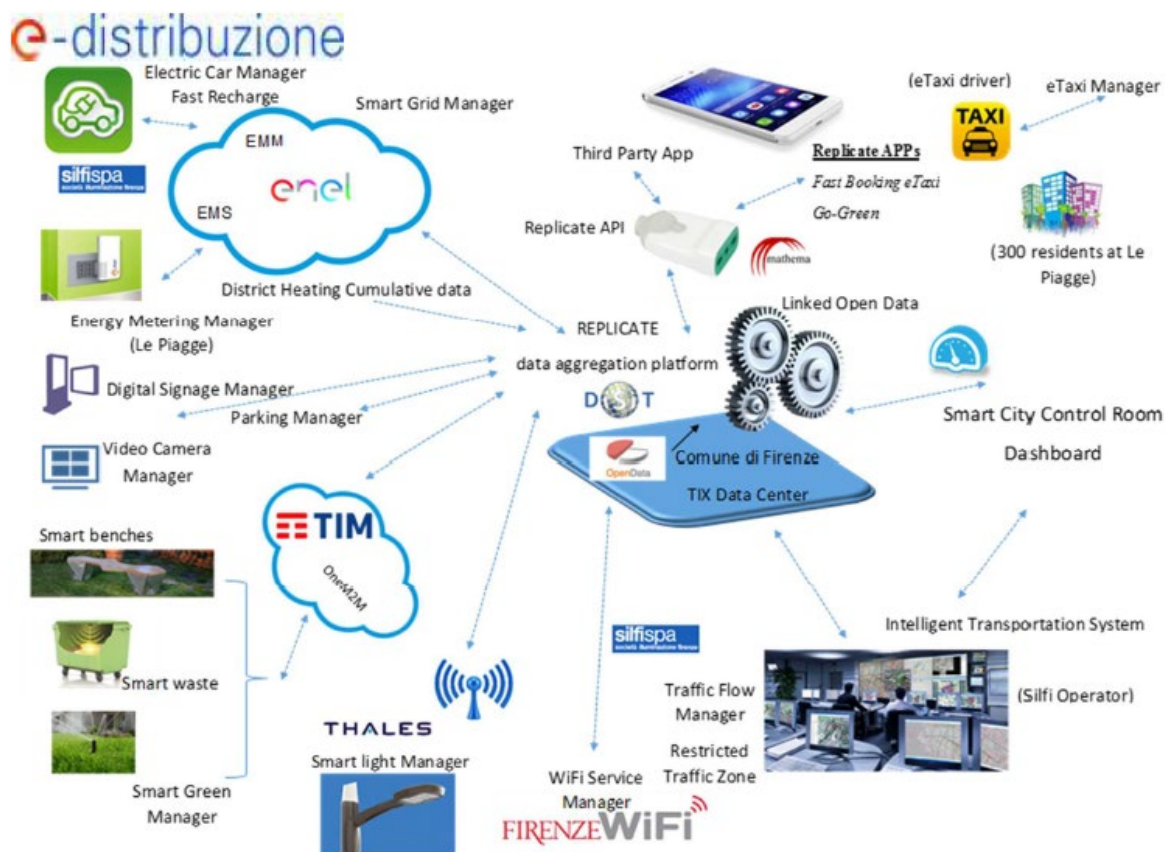 e-distribuzione
Electric Car Manager
Fast Recharge
Smart Grid Manager
EMM
enel
EMS
silfispa
società illuminazione firenze
Energy Metering Manager
(Le Piagge)
District Heating Cumulative data
Digital Signage Manager
Parking Manager
Video Camera
Manager
Smart benches
Smart waste
Smart Green
Manager
TIM
OneM2M
THALES
Smart light Manager
Third Party App
Replicate API
mathema
Replicate APPs
Fast Booking eTaxi
Go-Green
(eTaxi driver)
TAXI
eTaxi Manager
(300 residents at Le
Piagge)
REPLICATE
data aggregation platform
DST
Linked Open Data
OpenData
Comune di Firenze
TIX Data Center
Smart City Control Room
Dashboard
silfispa
società illuminazione firenze
WiFi Service
Manager
FIRENZEWiFi
Intelligent Transportation System
(Silfi Operator)
Traffic Flow
Manager
Restricted
Traffic Zone